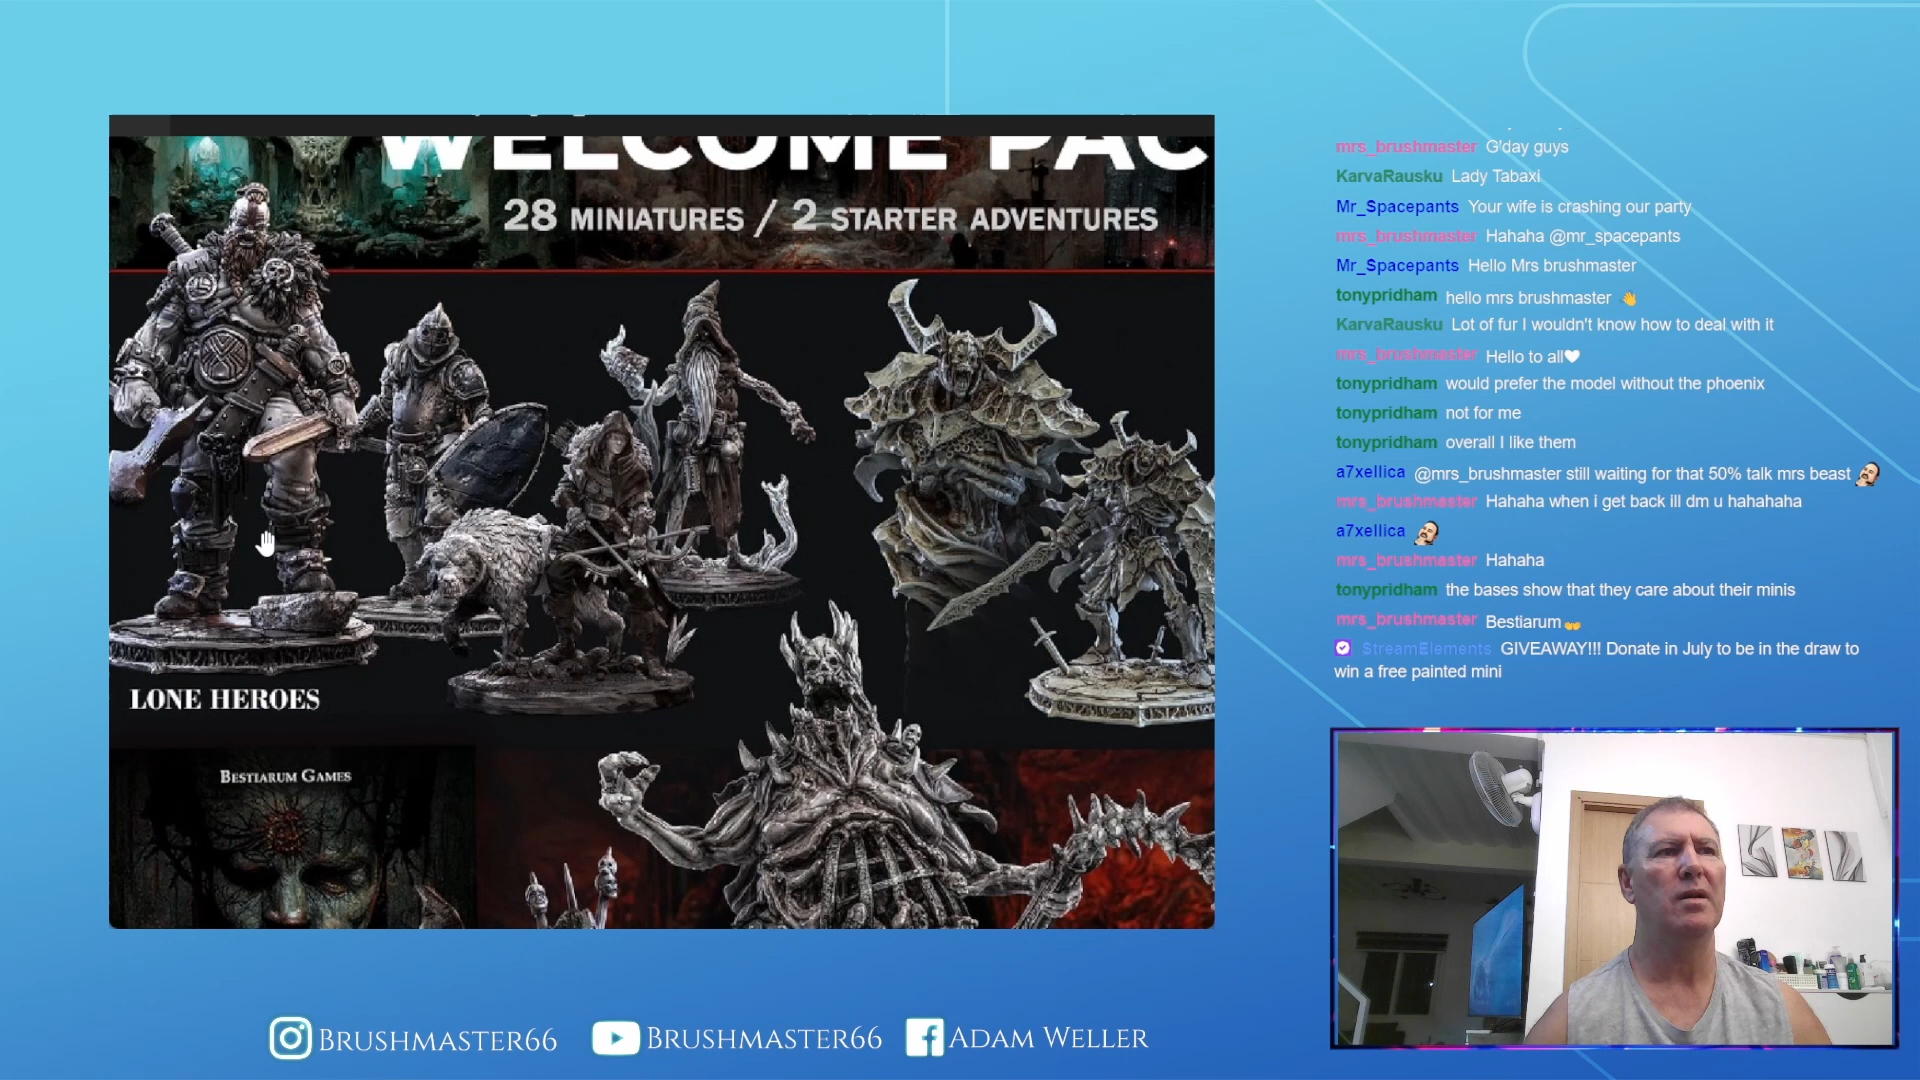 WELCOME PAC
28 MINIATURES / 2 STARTER ADVENTURES
LONE HEROES
BESTIARUM GAMES
mrs_brushmaster G'day guys
KarvaRausku Lady Tabaxi
Mr_Spacepants Your wife is crashing our party
mrs_brushmaster Hahaha @mr_spacepants
Mr_Spacepants Hello Mrs brushmaster
tonypridham hello mrs brushmaster 👋
KarvaRausku Lot of fur I wouldn't know how to deal with it
mrs_brushmaster Hello to all🤍
tonypridham would prefer the model without the phoenix
tonypridham not for me
tonypridham overall I like them
a7xellica @mrs_brushmaster still waiting for that 50% talk mrs beast
mrs_brushmaster Hahaha when i get back ill dm u hahahaha
a7xellica
mrs_brushmaster Hahaha
tonypridham the bases show that they care about their minis
mrs_brushmaster Bestiarum👐
StreamElements GIVEAWAY!!! Donate in July to be in the draw to
win a free painted mini
BRUSHMASTER66 BRUSHMASTER66 ADAM WELLER